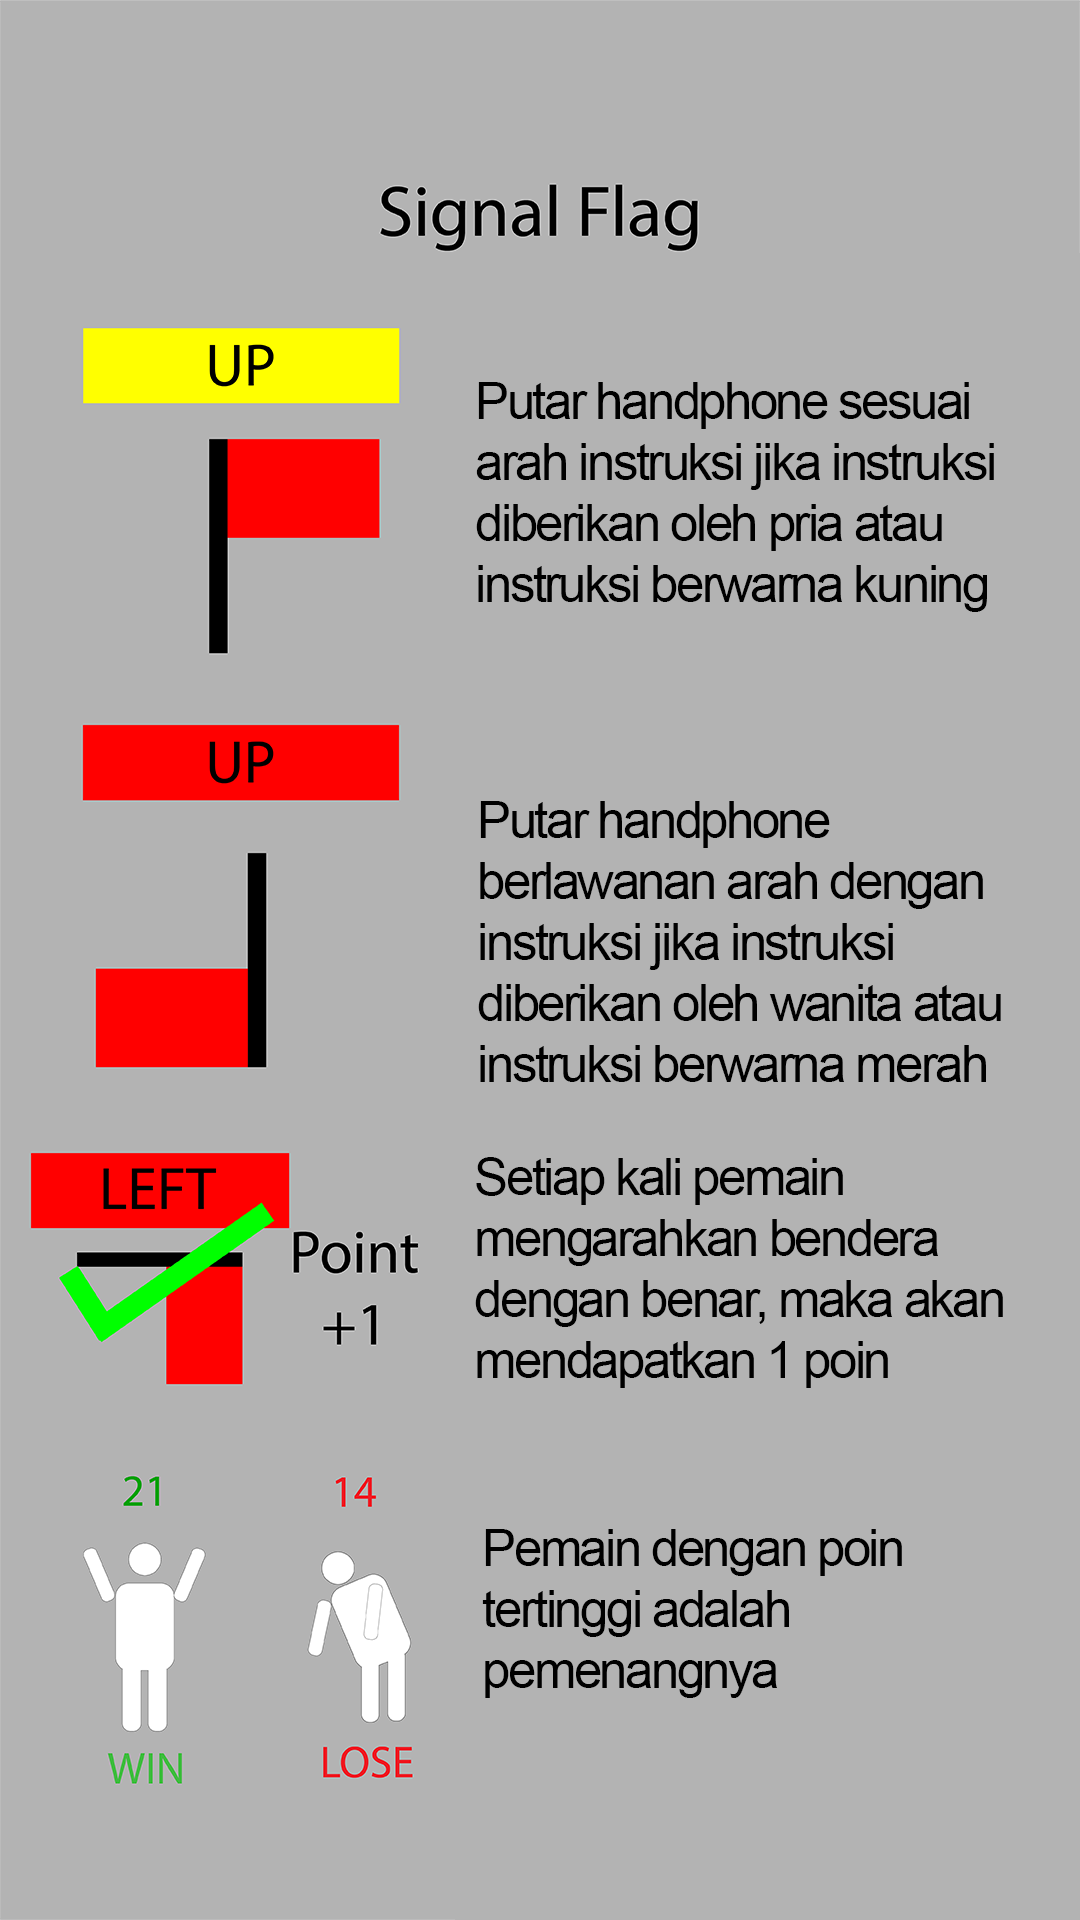 Signal Flag
UP
Putar handphone sesuai
arah instruksi jika instruksi
diberikan oleh pria atau
instruksi berwarna kuning
UP
Putar handphone
berlawanan arah dengan
instruksi jika instruksi
diberikan oleh wanita atau
instruksi berwarna merah
LEFT
Point
+1
Setiap kali pemain
mengarahkan bendera
dengan benar, maka akan
mendapatkan 1 poin
21
14
Pemain dengan poin
tertinggi adalah
pemenangnya
WIN
LOSE